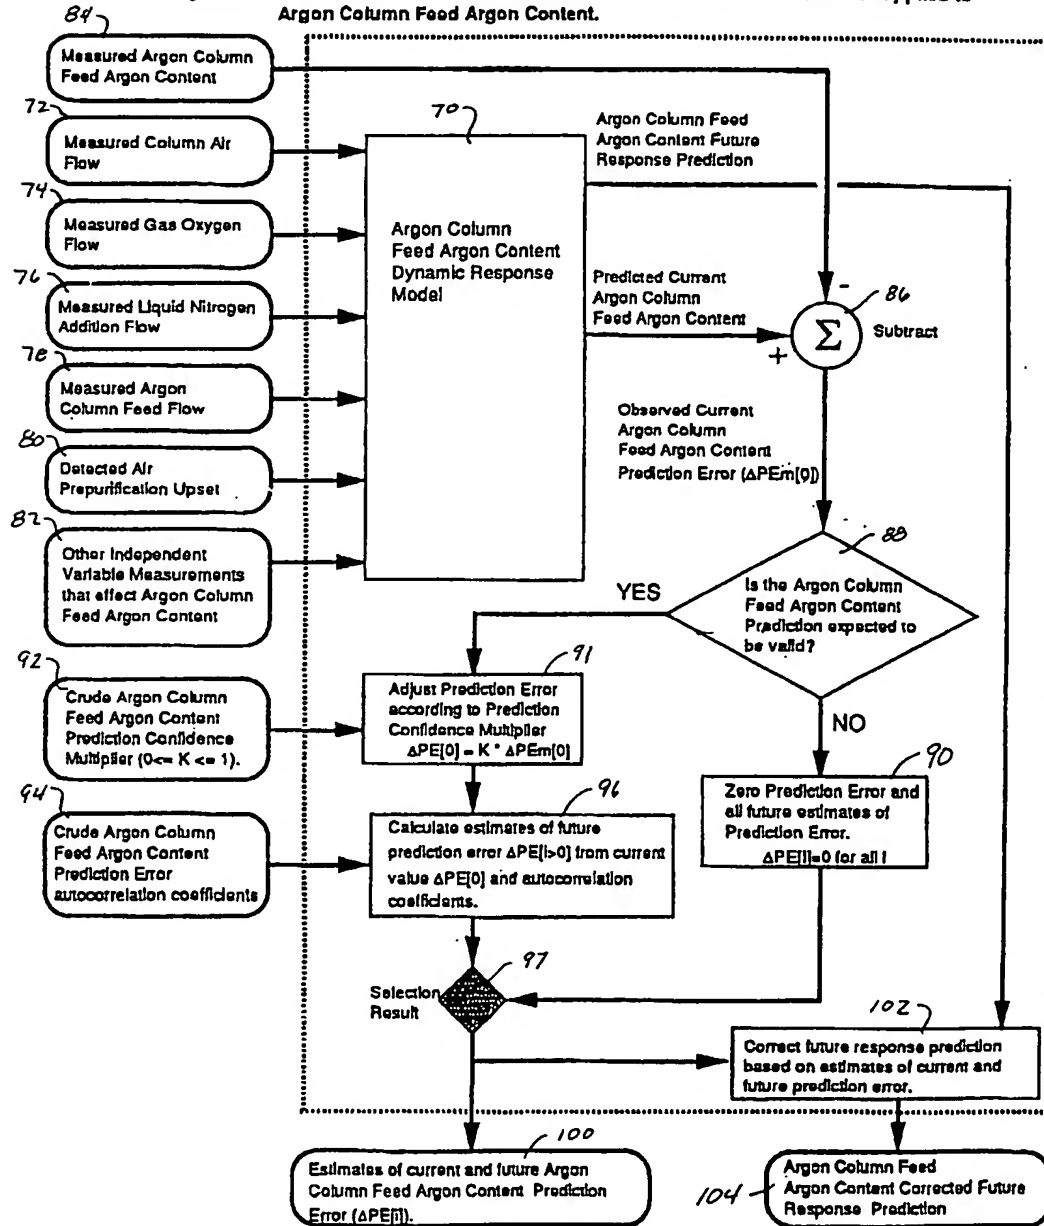 Argon Column Feed Argon Content.
84
Measured Argon Column
Feed Argon Content
72
Measured Column Air
Flow
74
Measured Gas Oxygen
Flow
76
Measured Liquid Nitrogen
Addition Flow
78
Measured Argon
Column Feed Flow
80
Detected Air
Prepurification Upset
82
Other Independent
Variable Measurements
that effect Argon Column
Feed Argon Content
92
Crude Argon Column
Feed Argon Content
Prediction Confidence
Multiplier (0<= K <= 1).
94
Crude Argon Column
Feed Argon Content
Prediction Error
autocorrelation coefficients
70
Argon Column
Feed Argon Content
Dynamic Response
Model
Argon Column Feed
Argon Content Future
Response Prediction
Predicted Current
Argon Column
Feed Argon Content
-
+
Σ
86
Subtract
Observed Current
Argon Column
Feed Argon Content
Prediction Error (ΔPEm[0])
88
Is the Argon Column
Feed Argon Content
Prediction expected to
be valid?
YES
NO
91
Adjust Prediction Error
according to Prediction
Confidence Multiplier
ΔPE[0] = K * ΔPEm[0]
90
Zero Prediction Error and
all future estimates of
Prediction Error.
ΔPE[i]=0 for all i
96
Calculate estimates of future
prediction error ΔPE[i>0] from current
value ΔPE[0] and autocorrelation
coefficients.
97
Selection
Result
102
Correct future response prediction
based on estimates of current and
future prediction error.
100
Estimates of current and future Argon
Column Feed Argon Content Prediction
Error (ΔPE[i]).
104
Argon Column Feed
Argon Content Corrected Future
Response Prediction